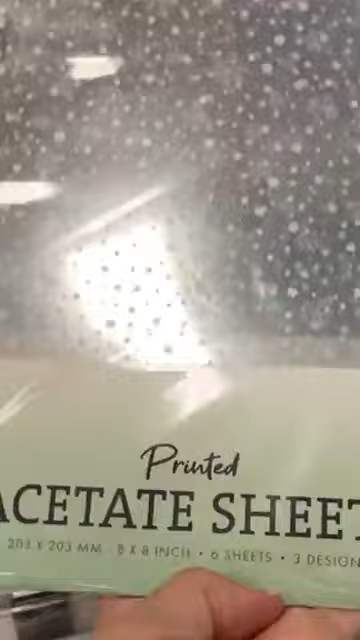 Printed
ACETATE SHEET
203 X 203 MM · 8 X 8 INCH • 6 SHEETS • 3 DESIGN